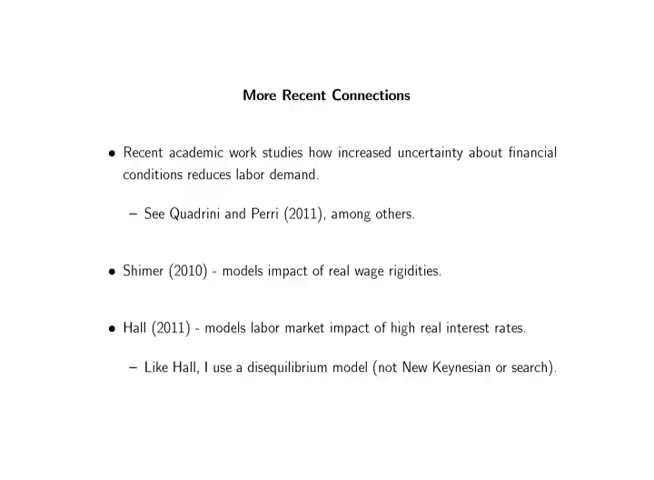 More Recent Connections
• Recent academic work studies how increased uncertainty about financial
conditions reduces labor demand.
– See Quadrini and Perri (2011), among others.
• Shimer (2010) - models impact of real wage rigidities.
• Hall (2011) - models labor market impact of high real interest rates.
– Like Hall, I use a disequilibrium model (not New Keynesian or search).